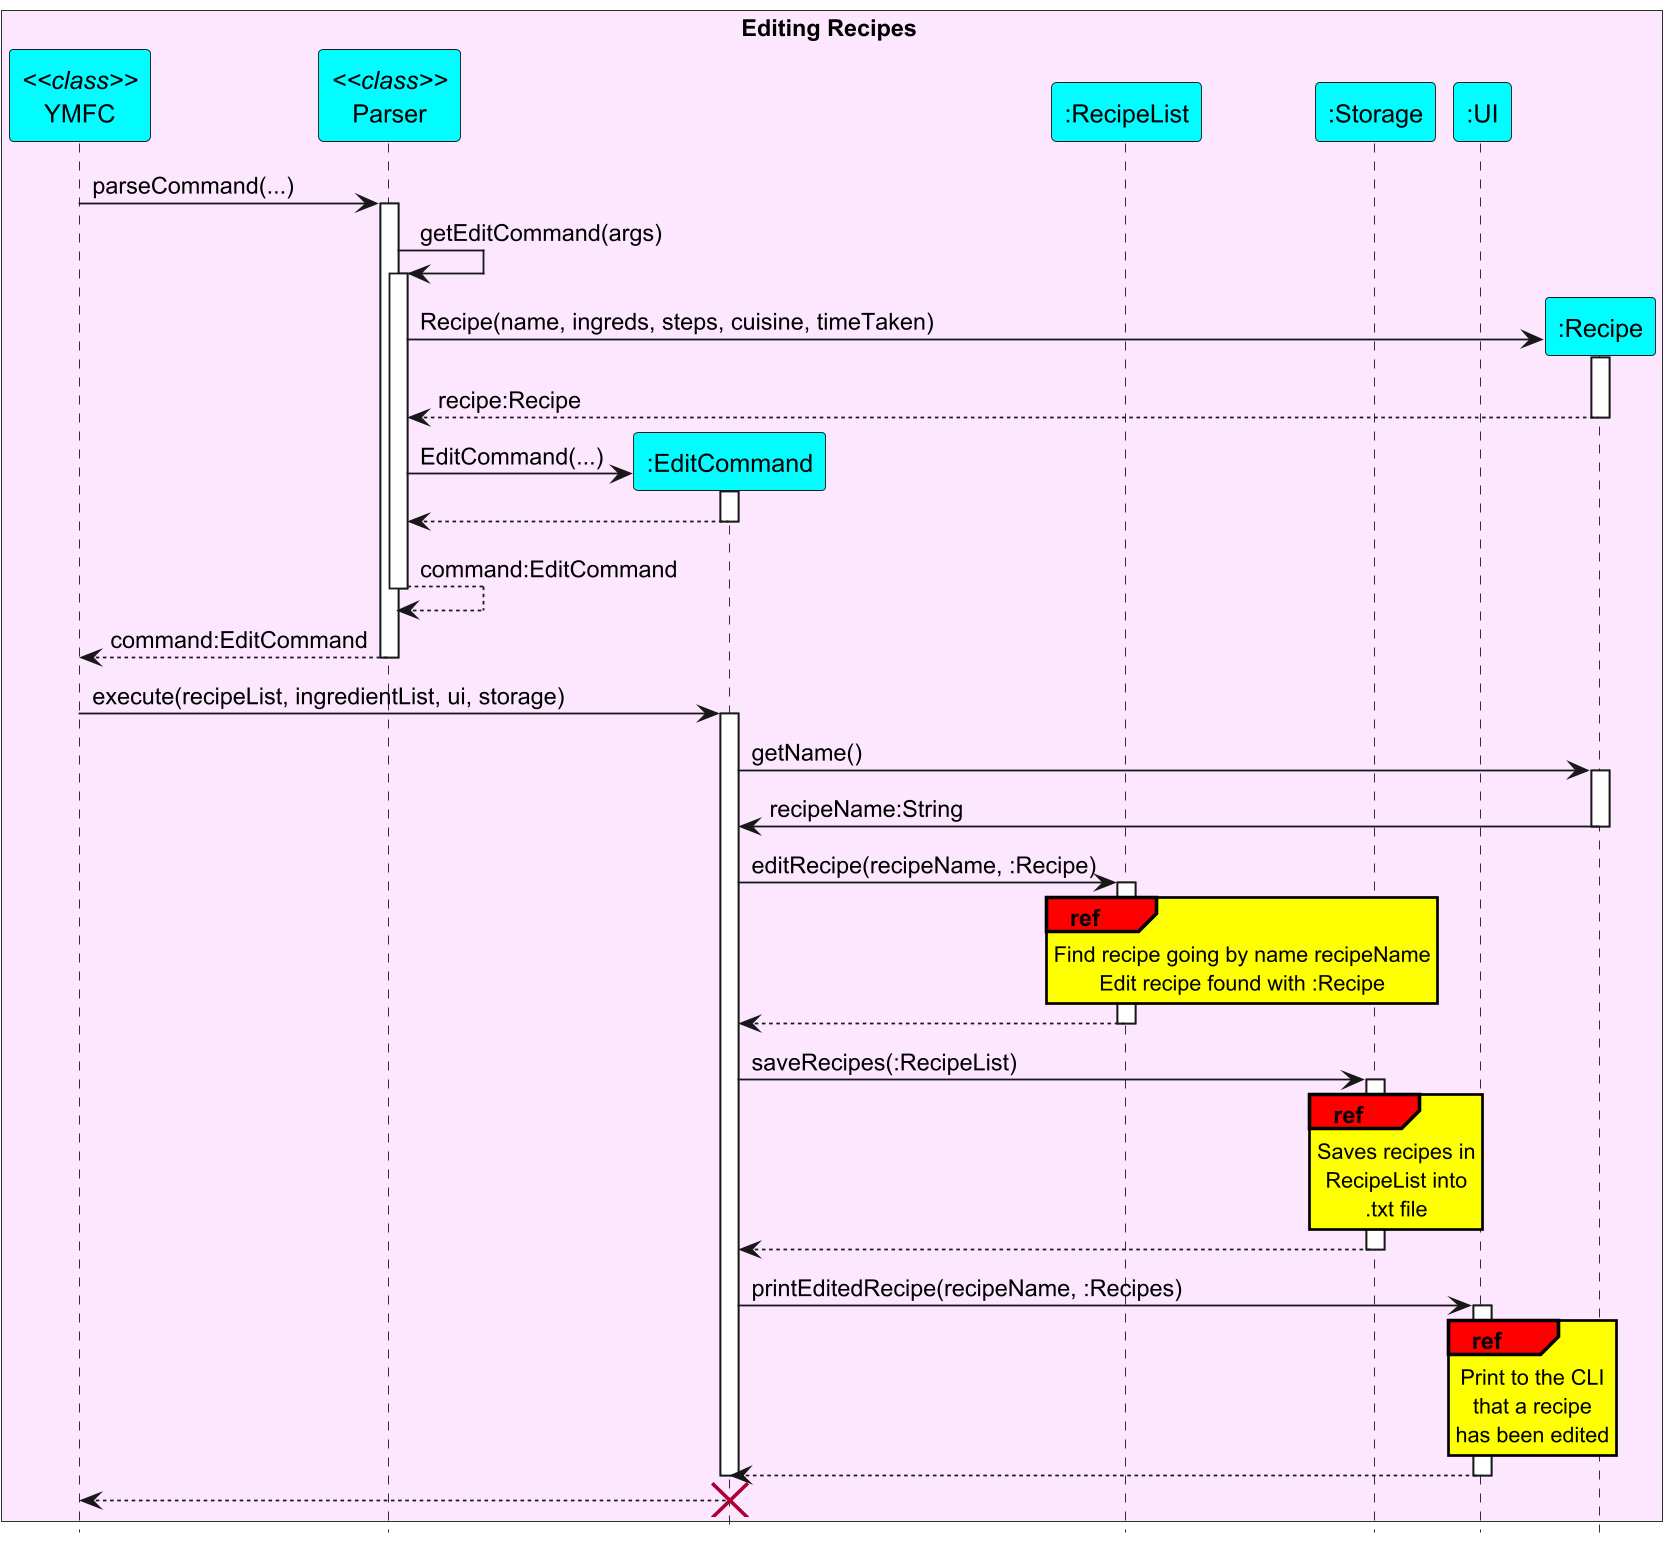 Editing Recipes
<<class>>
YMFC
<<class>>
Parser
:RecipeList
:Storage
:UI
parseCommand(...)
getEditCommand(args)
Recipe(name, ingreds, steps, cuisine, timeTaken)
:Recipe
recipe:Recipe
EditCommand(...)
:EditCommand
command:EditCommand
command:EditCommand
execute(recipeList, ingredientList, ui, storage)
getName()
recipeName:String
editRecipe(recipeName, :Recipe)
ref
Find recipe going by name recipeName
Edit recipe found with :Recipe
saveRecipes(:RecipeList)
ref
Saves recipes in
RecipeList into
.txt file
printEditedRecipe(recipeName, :Recipes)
ref
Print to the CLI
that a recipe
has been edited